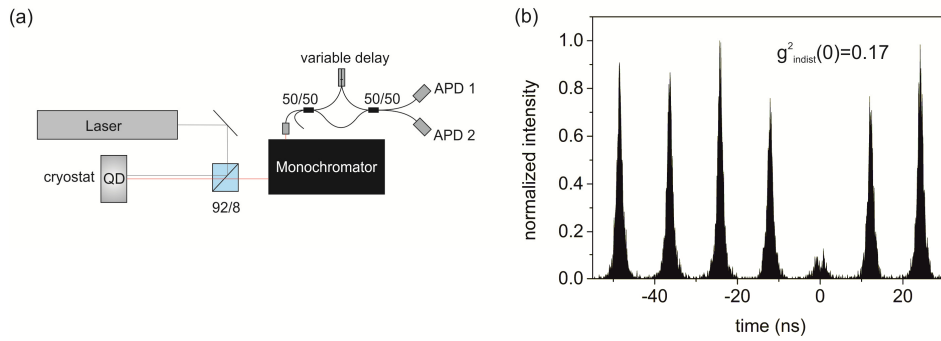 (a)
variable delay
50/50
50/50
APD 1
APD 2
Laser
Monochromator
cryostat
QD
92/8
(b)
g²indist(0)=0.17
normalized intensity
1.0
0.8
0.6
0.4
0.2
0.0
-40
-20
0
20
time (ns)